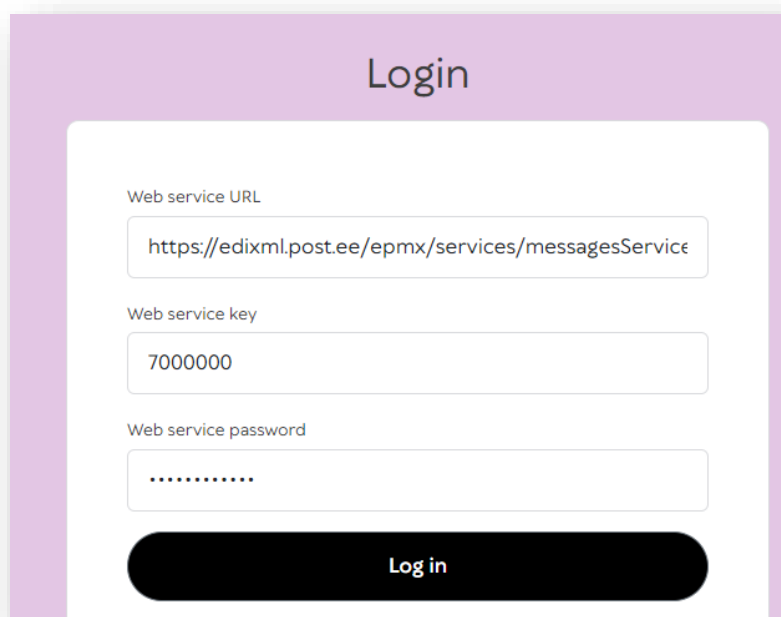 Login
Web service URL
https://edixml.post.ee/epmx/services/messagesService
Web service key
7000000
Web service password
••••••••••••
Log in